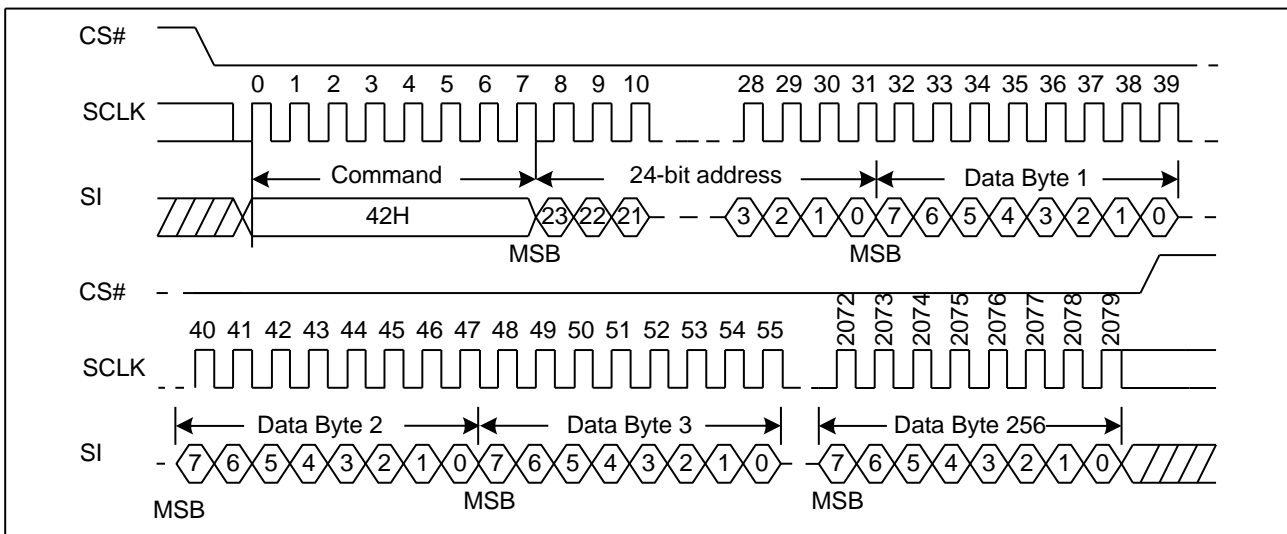 CS#
0 1 2 3 4 5 6 7 8 9 10 28 29 30 31 32 33 34 35 36 37 38 39
SCLK
Command 24-bit address Data Byte 1
SI
42H 23 22 21 3 2 1 0 7 6 5 4 3 2 1 0
MSB MSB
CS#
40 41 42 43 44 45 46 47 48 49 50 51 52 53 54 55 2072 2073 2074 2075 2076 2077 2078 2079
SCLK
Data Byte 2 Data Byte 3 Data Byte 256
SI
7 6 5 4 3 2 1 0 7 6 5 4 3 2 1 0 7 6 5 4 3 2 1 0
MSB MSB MSB